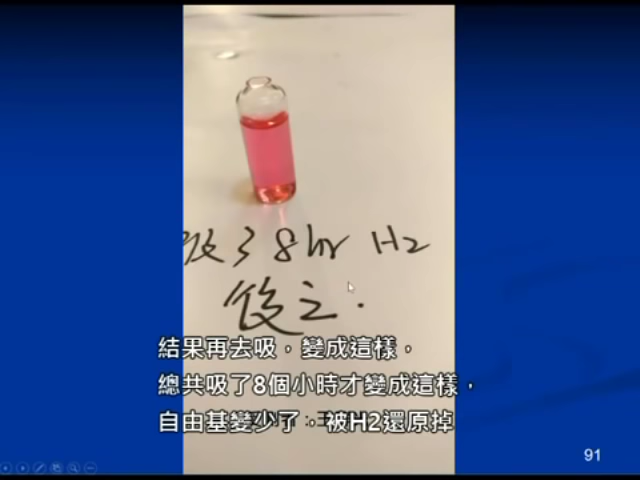 吸了8hr H2
後之.
結果再去吸，變成這樣，
總共吸了8個小時才變成這樣，
自由基變少了，被H2還原掉
91